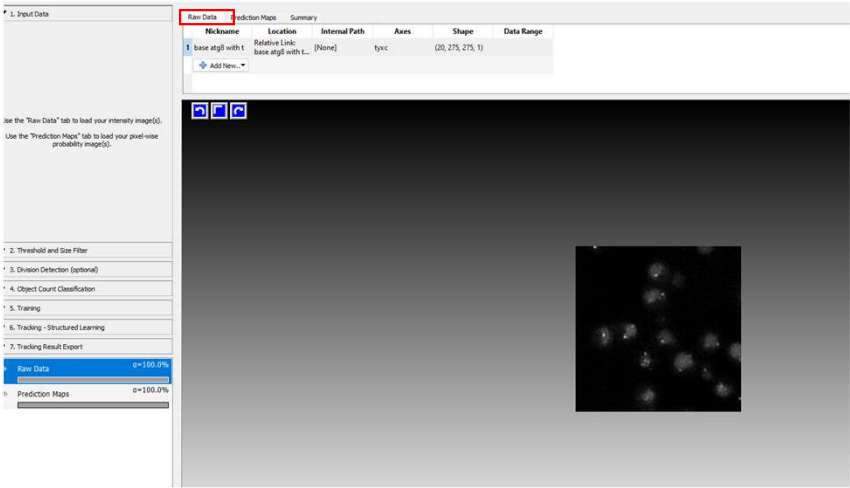 1. Input Data
Use the "Raw Data" tab to load your intensity image(s).
Use the "Prediction Maps" tab to load your pixel-wise
probability image(s).
2. Threshold and Size Filter
3. Division Detection (optional)
4. Object Count Classification
5. Training
6. Tracking - Structured Learning
7. Tracking Result Export
Raw Data α=100.0%
Prediction Maps α=100.0%
Raw Data Prediction Maps Summary
Nickname Location Internal Path Axes Shape Data Range
1 base atg8 with t Relative Link: [None] tyxc (20, 275, 275, 1)
base atg8 with t...
Add New...